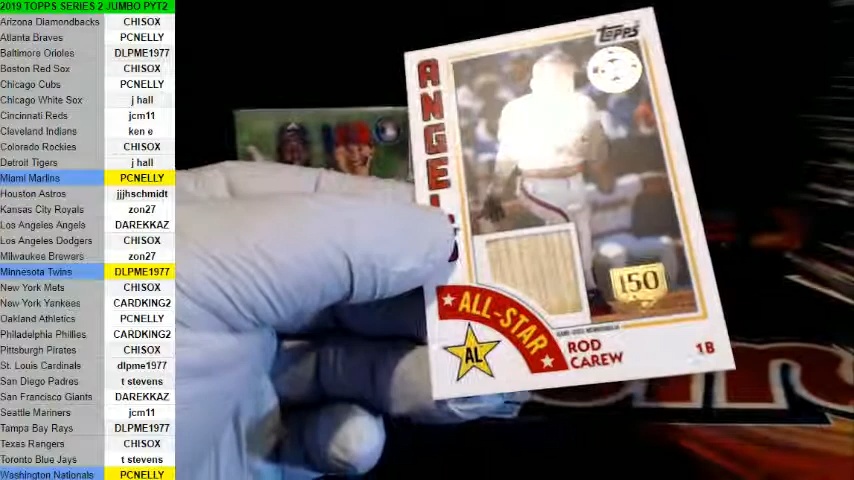 2019 TOPPS SERIES 2 JUMBO PYT2
Arizona Diamondbacks CHISOX
Atlanta Braves PCNELLY
Baltimore Orioles DLPME1977
Boston Red Sox CHISOX
Chicago Cubs PCNELLY
Chicago White Sox j hall
Cincinnati Reds jcm11
Cleveland Indians ken e
Colorado Rockies CHISOX
Detroit Tigers j hall
Miami Marlins PCNELLY
Houston Astros jjjhschmidt
Kansas City Royals zon27
Los Angeles Angels DAREKKAZ
Los Angeles Dodgers CHISOX
Milwaukee Brewers zon27
Minnesota Twins DLPME1977
New York Mets CHISOX
New York Yankees CARDKING2
Oakland Athletics PCNELLY
Philadelphia Phillies CARDKING2
Pittsburgh Pirates CHISOX
St. Louis Cardinals dlpme1977
San Diego Padres t stevens
San Francisco Giants DAREKKAZ
Seattle Mariners jcm11
Tampa Bay Rays DLPME1977
Texas Rangers CHISOX
Toronto Blue Jays t stevens
Washington Nationals PCNELLY
TOPPS
ANGEL
150
ALL-STAR
AL
GAME-USED MEMORABILIA
ROD
CAREW
1B